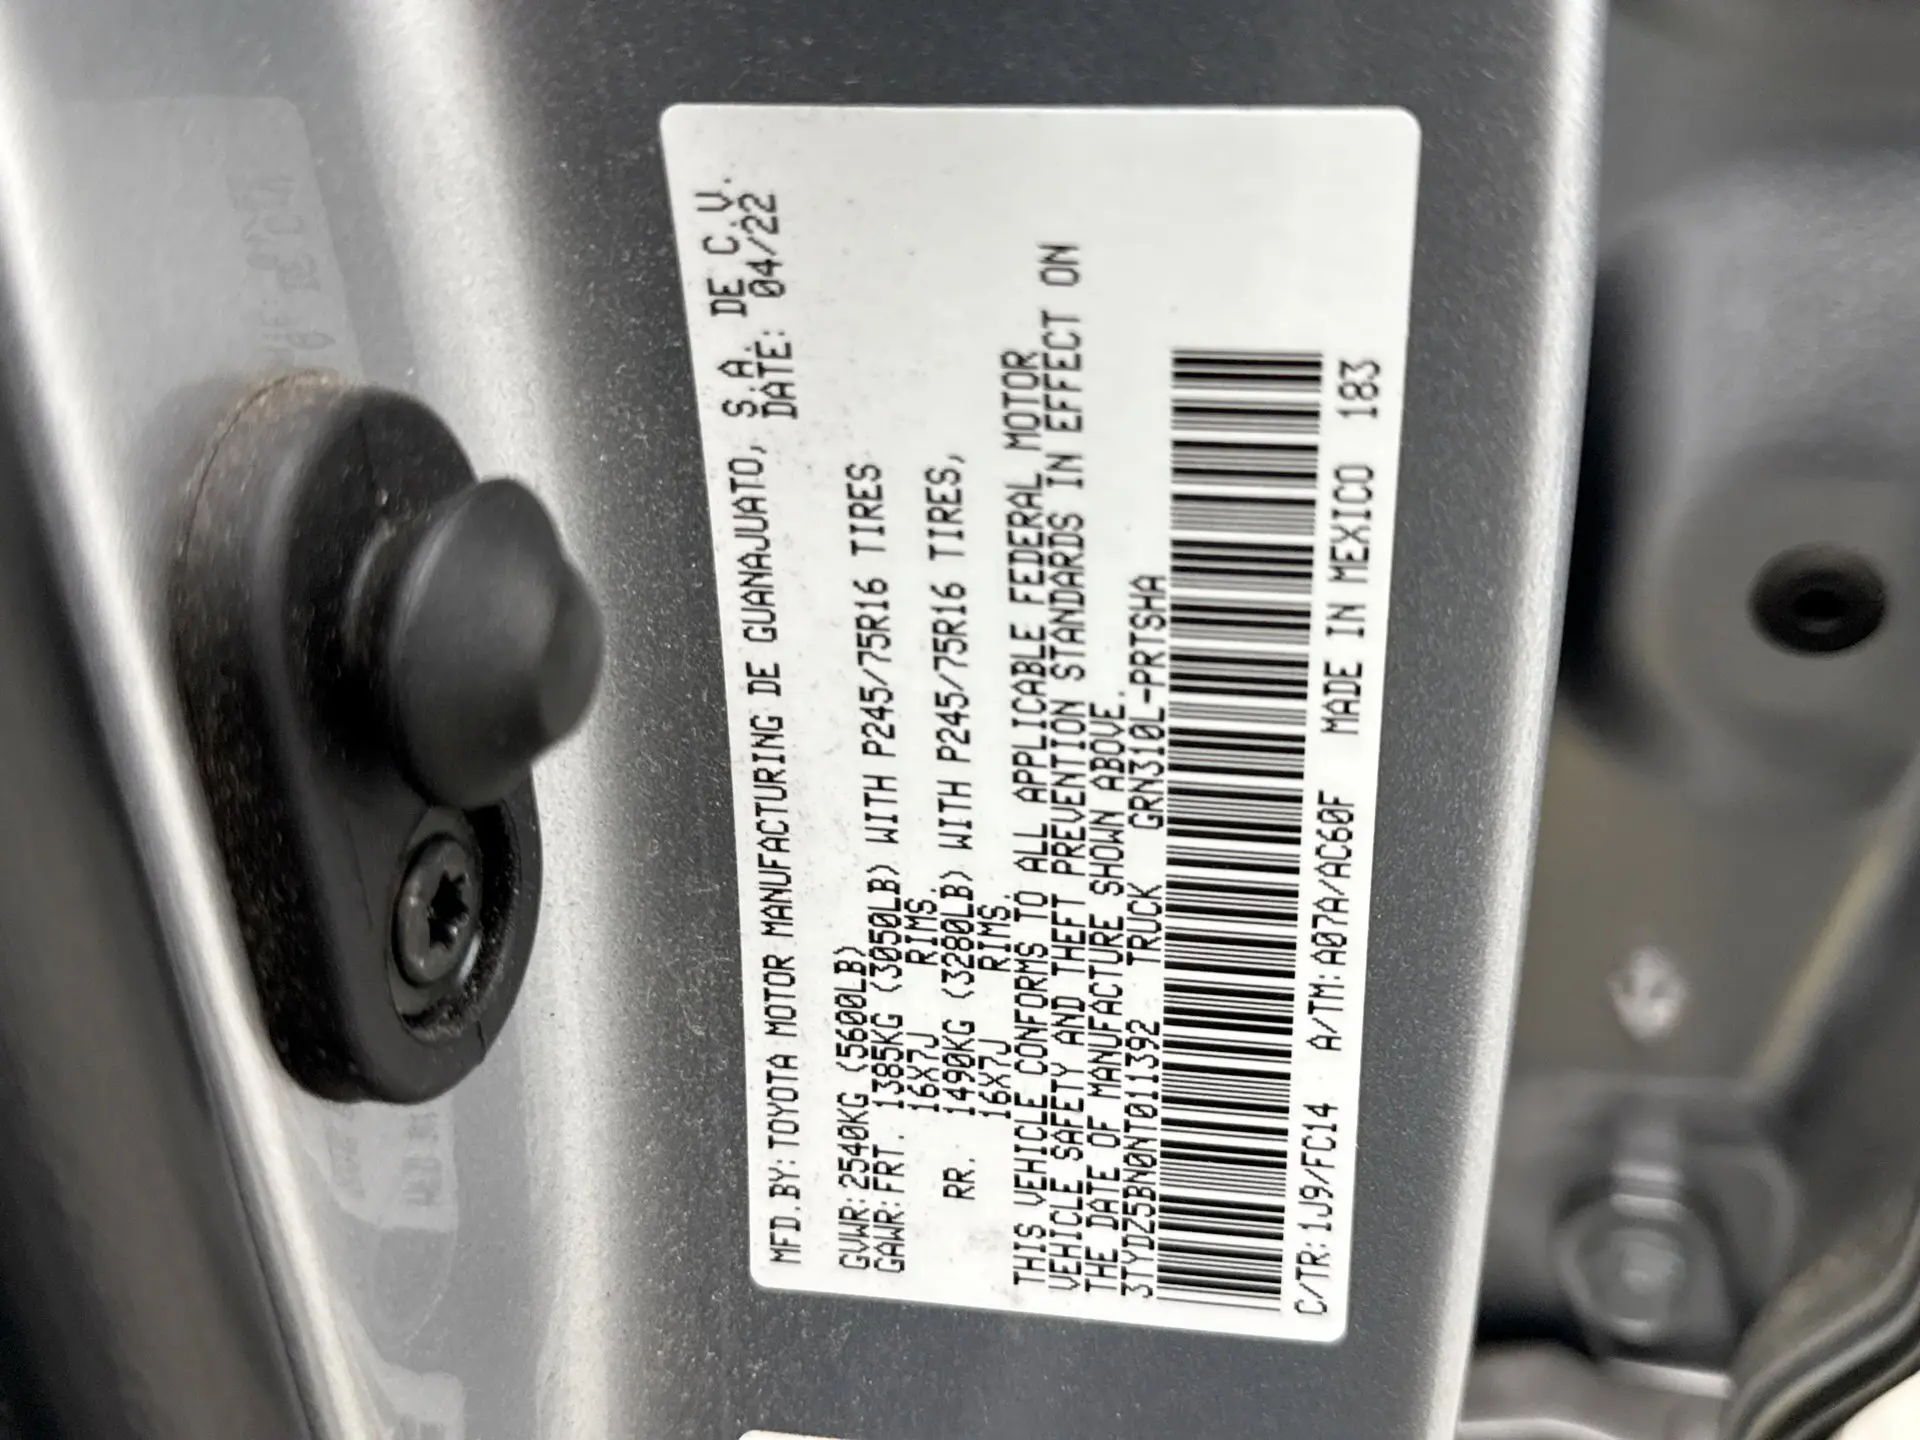 MFD.BY:TOYOTA MOTOR MANUFACTURING DE GUANAJUATO, S.A. DE C.V.
DATE: 04/22
GVWR:2540KG (5600LB)
GAWR:FRT. 1385KG (3050LB) WITH P245/75R16 TIRES
16X7J RIMS.
RR. 1490KG (3280LB) WITH P245/75R16 TIRES,
16X7J RIMS.
THIS VEHICLE CONFORMS TO ALL APPLICABLE FEDERAL MOTOR
VEHICLE SAFETY AND THEFT PREVENTION STANDARDS IN EFFECT ON
THE DATE OF MANUFACTURE SHOWN ABOVE.
3TYDZ5BN0NT011392 TRUCK GRN310L-PRTSHA
C/TR:1J9/FC14 A/TM:A07A/AC60F MADE IN MEXICO 183